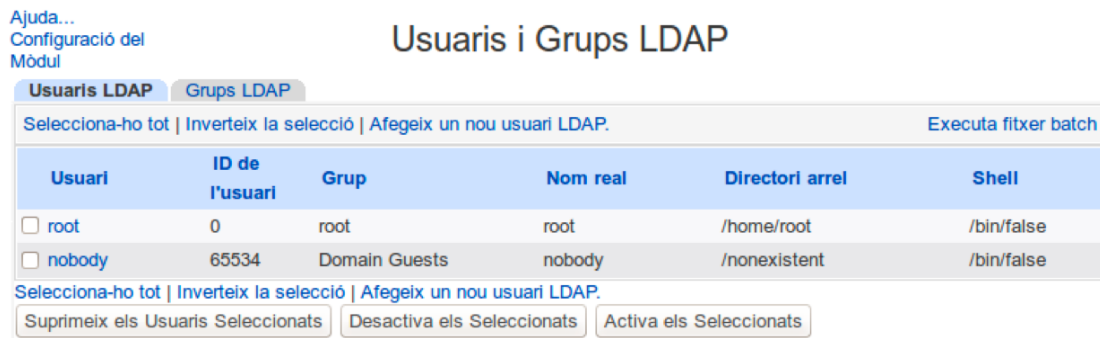 Ajuda...
Configuració del
Mòdul
Usuaris i Grups LDAP
Usuaris LDAP Grups LDAP
Selecciona-ho tot | Inverteix la selecció | Afegeix un nou usuari LDAP. Executa fitxer batch
Usuari ID de l'usuari Grup Nom real Directori arrel Shell
root 0 root root /home/root /bin/false
nobody 65534 Domain Guests nobody /nonexistent /bin/false
Selecciona-ho tot | Inverteix la selecció | Afegeix un nou usuari LDAP.
Suprimeix els Usuaris Seleccionats Desactiva els Seleccionats Activa els Seleccionats